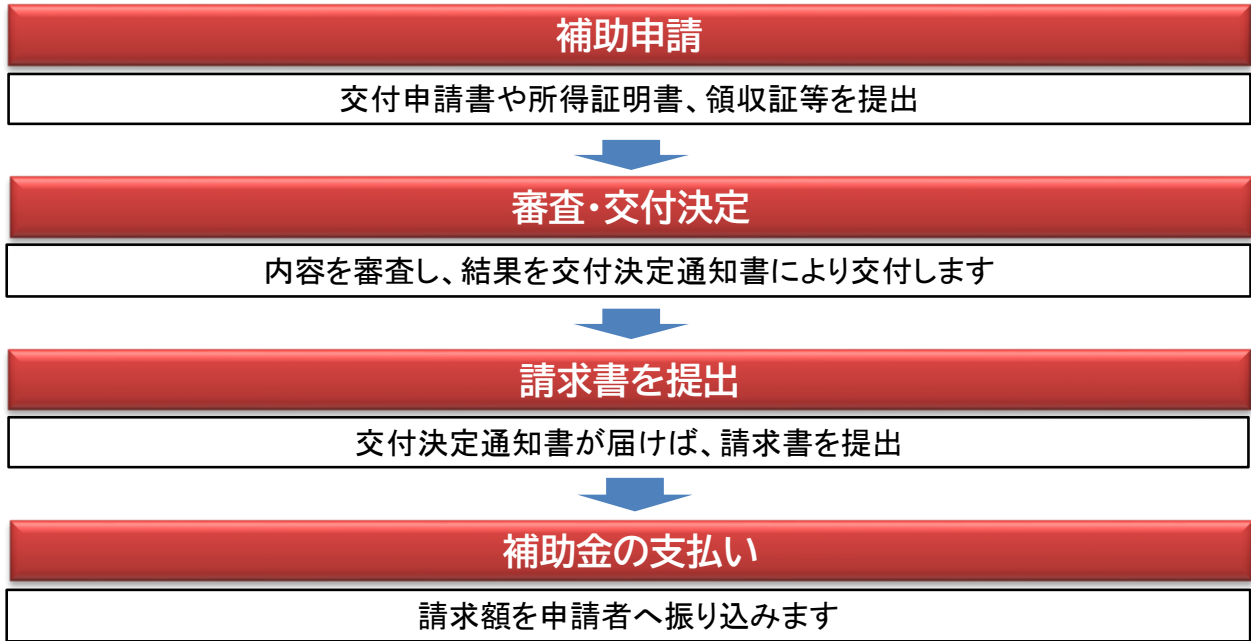 補助申請
交付申請書や所得証明書、領収証等を提出
審査・交付決定
内容を審査し、結果を交付決定通知書により交付します
請求書を提出
交付決定通知書が届けば、請求書を提出
補助金の支払い
請求額を申請者へ振り込みます